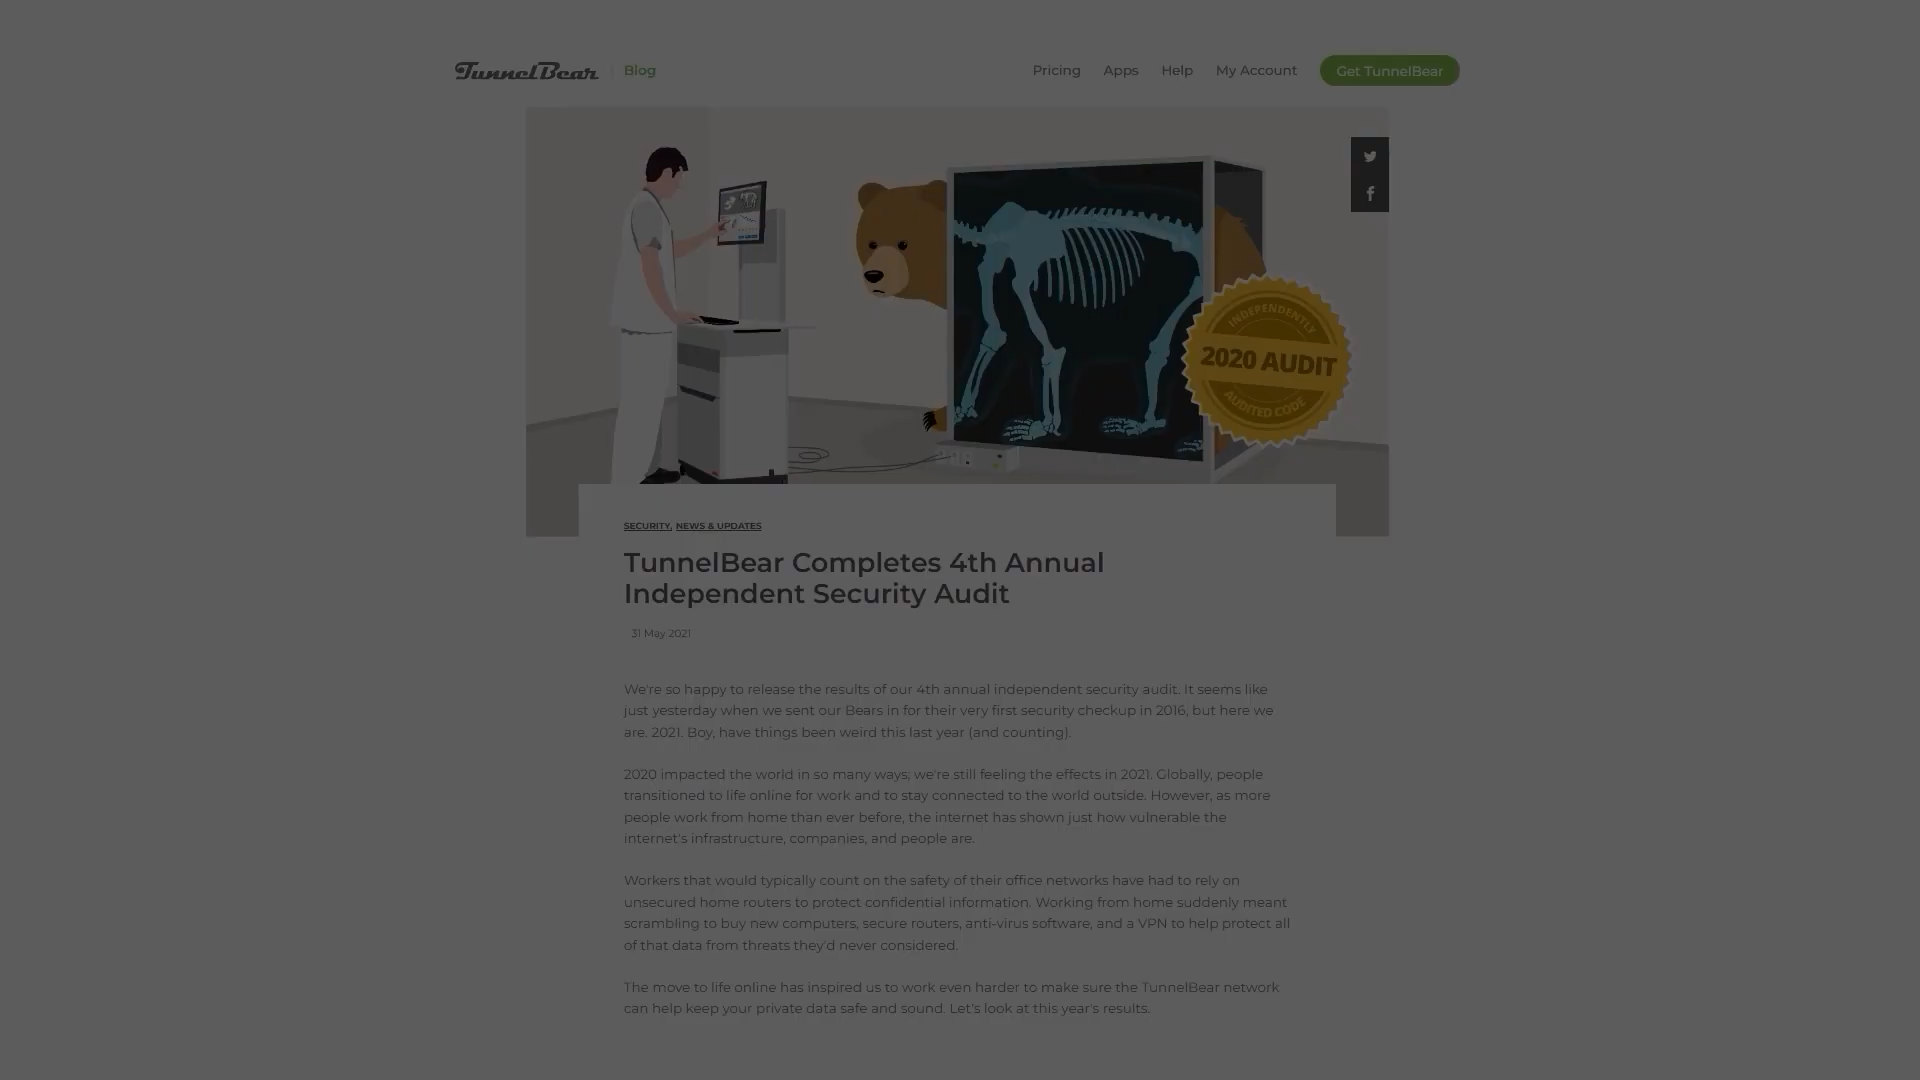 TunnelBear
Blog
Pricing
Apps
Help
My Account
Get TunnelBear
INDEPENDENTLY
2020 AUDIT
AUDITED CODE
SECURITY, NEWS & UPDATES
TunnelBear Completes 4th Annual
Independent Security Audit
31 May 2021
We're so happy to release the results of our 4th annual independent security audit. It seems like
just yesterday when we sent our Bears in for their very first security checkup in 2016, but here we
are. 2021. Boy, have things been weird this last year (and counting).
2020 impacted the world in so many ways; we're still feeling the effects in 2021. Globally, people
transitioned to life online for work and to stay connected to the world outside. However, as more
people work from home than ever before, the internet has shown just how vulnerable the
internet's infrastructure, companies, and people are.
Workers that would typically count on the safety of their office networks have had to rely on
unsecured home routers to protect confidential information. Working from home suddenly meant
scrambling to buy new computers, secure routers, anti-virus software, and a VPN to help protect all
of that data from threats they'd never considered.
The move to life online has inspired us to work even harder to make sure the TunnelBear network
can help keep your private data safe and sound. Let's look at this year's results.